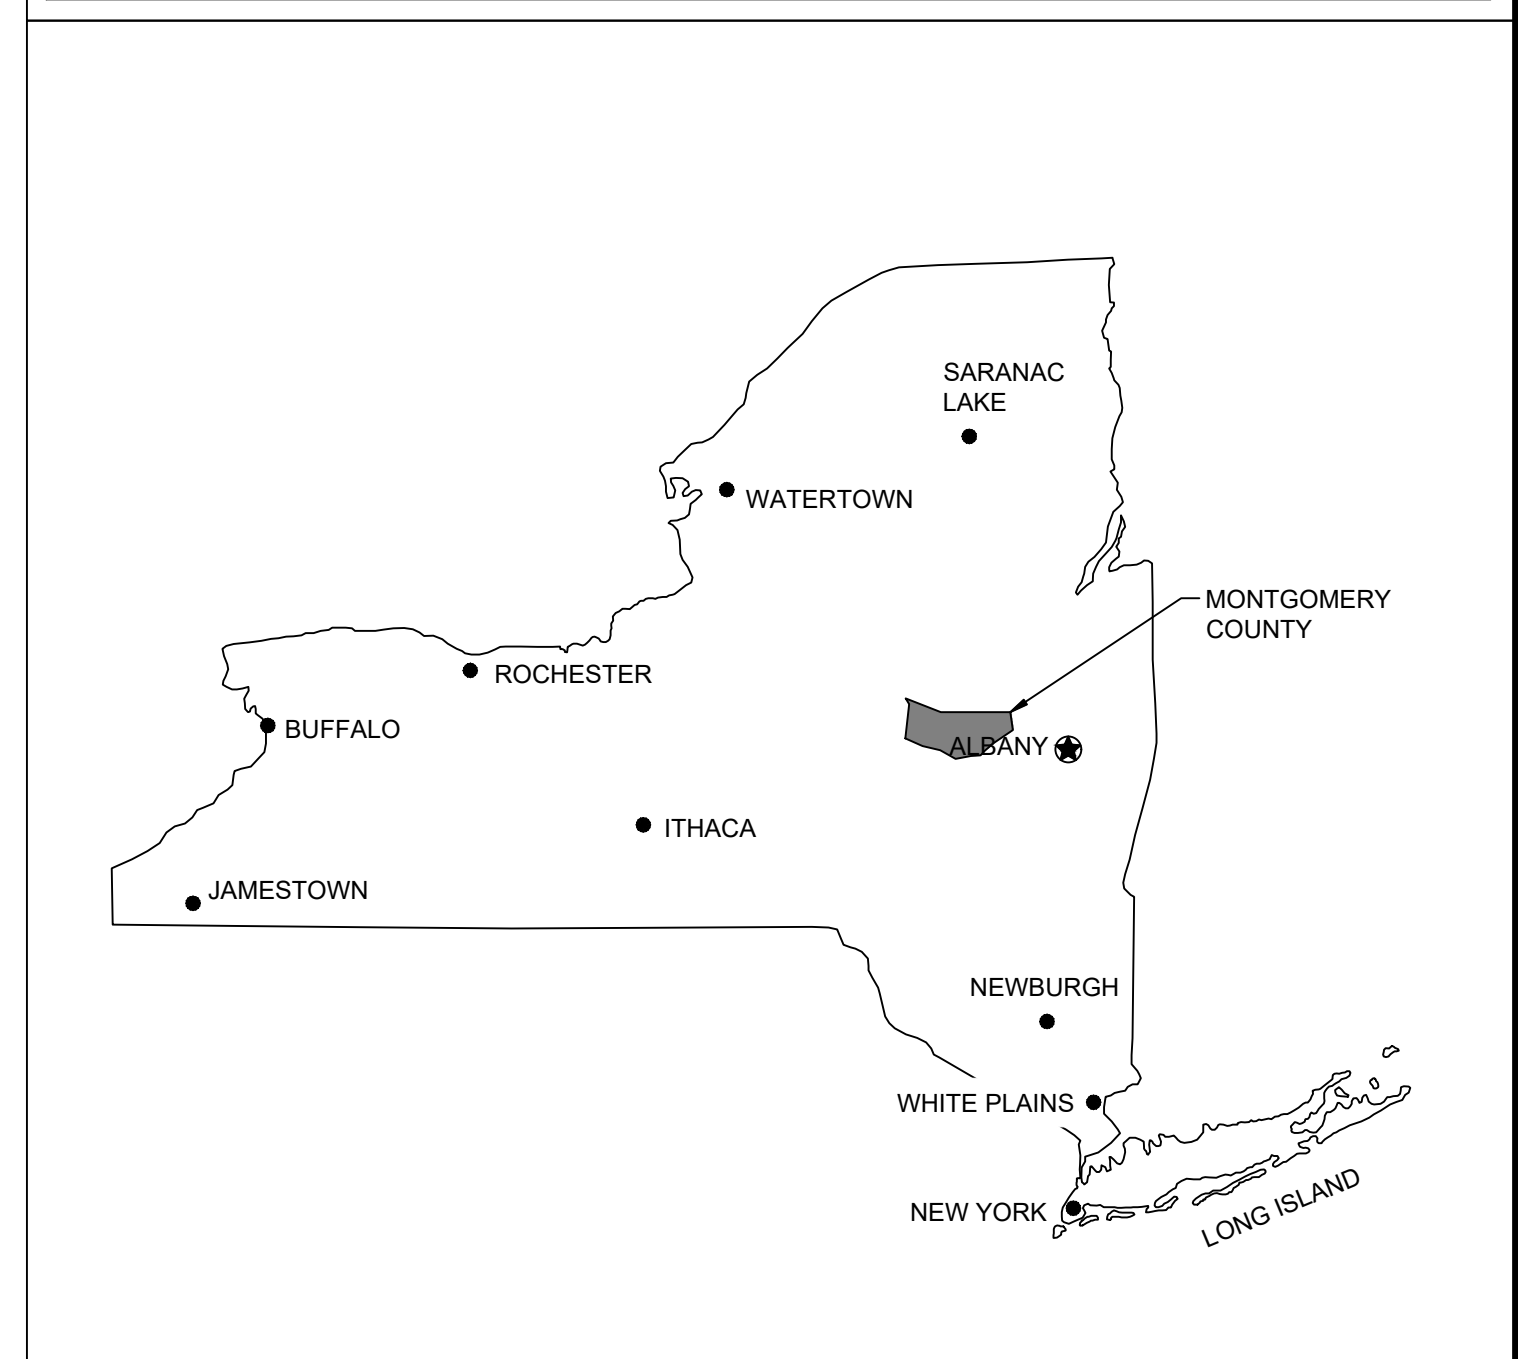 SARANAC
LAKE
WATERTOWN
MONTGOMERY
COUNTY
ROCHESTER
BUFFALO
ALBANY
ITHACA
JAMESTOWN
NEWBURGH
WHITE PLAINS
NEW YORK
LONG ISLAND